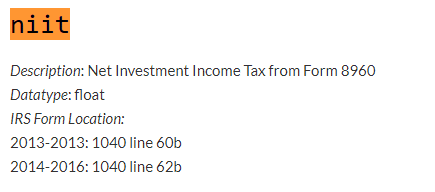 niit
Description: Net Investment Income Tax from Form 8960
Datatype: float
IRS Form Location:
2013-2013: 1040 line 60b
2014-2016: 1040 line 62b